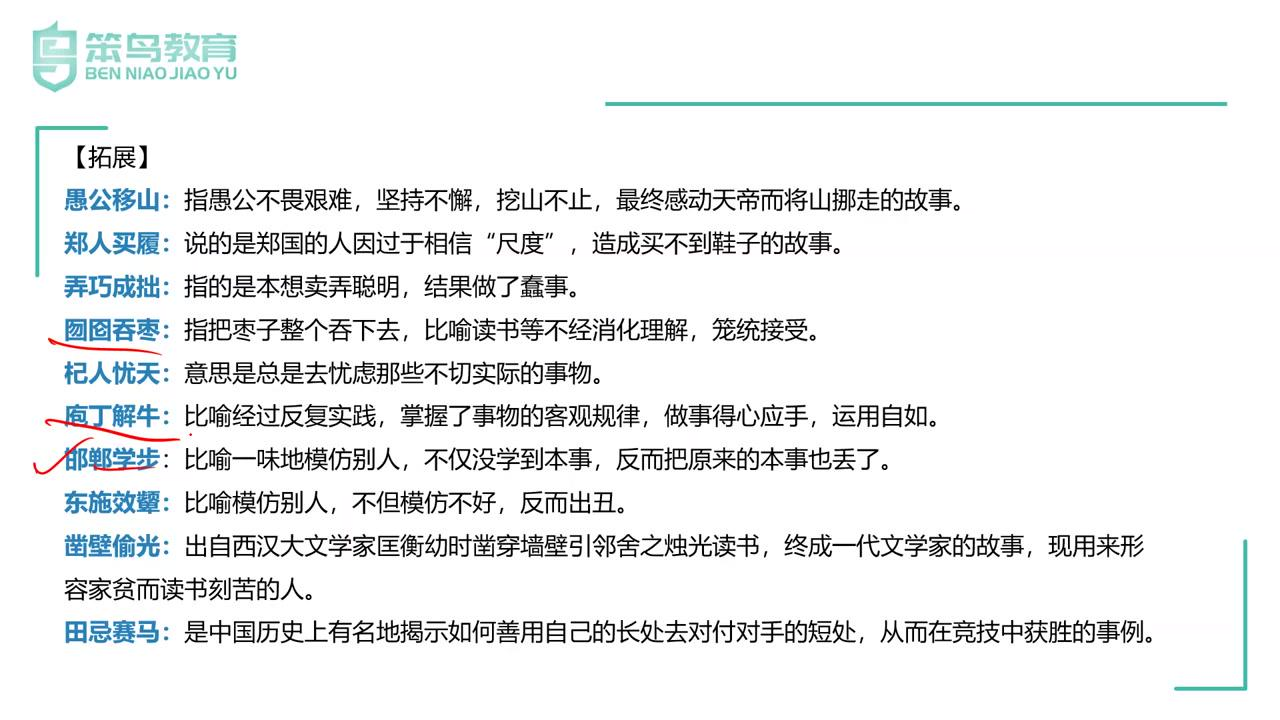 笨鸟教育
BEN NIAO JIAO YU
【拓展】
愚公移山：指愚公不畏艰难，坚持不懈，挖山不止，最终感动天帝而将山挪走的故事。
郑人买履：说的是郑国的人因过于相信“尺度”，造成买不到鞋子的故事。
弄巧成拙：指的是本想卖弄聪明，结果做了蠢事。
囫囵吞枣：指把枣子整个吞下去，比喻读书等不经消化理解，笼统接受。
杞人忧天：意思是总是去忧虑那些不切实际的事物。
庖丁解牛：比喻经过反复实践，掌握了事物的客观规律，做事得心应手，运用自如。
邯郸学步：比喻一味地模仿别人，不仅没学到本事，反而把原来的本事也丢了。
东施效颦：比喻模仿别人，不但模仿不好，反而出丑。
凿壁偷光：出自西汉大文学家匡衡幼时凿穿墙壁引邻舍之烛光读书，终成一代文学家的故事，现用来形
容家贫而读书刻苦的人。
田忌赛马：是中国历史上有名地揭示如何善用自己的长处去对付对手的短处，从而在竞技中获胜的事例。